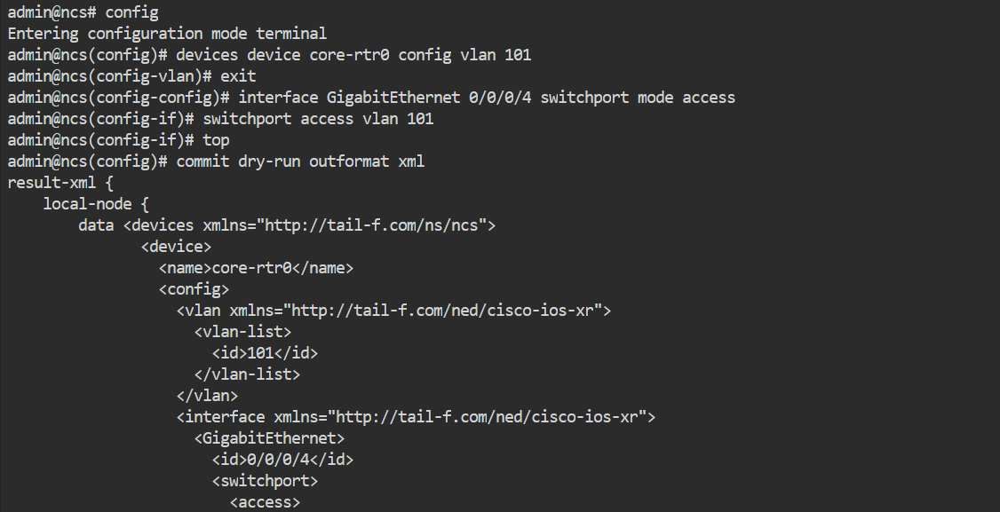 admin@ncs# config
Entering configuration mode terminal
admin@ncs(config)# devices device core-rtr0 config vlan 101
admin@ncs(config-vlan)# exit
admin@ncs(config-config)# interface GigabitEthernet 0/0/0/4 switchport mode access
admin@ncs(config-if)# switchport access vlan 101
admin@ncs(config-if)# top
admin@ncs(config)# commit dry-run outformat xml
result-xml {
    local-node {
        data <devices xmlns="http://tail-f.com/ns/ncs">
               <device>
                 <name>core-rtr0</name>
                 <config>
                   <vlan xmlns="http://tail-f.com/ned/cisco-ios-xr">
                     <vlan-list>
                       <id>101</id>
                     </vlan-list>
                   </vlan>
                   <interface xmlns="http://tail-f.com/ned/cisco-ios-xr">
                     <GigabitEthernet>
                       <id>0/0/0/4</id>
                       <switchport>
                         <access>